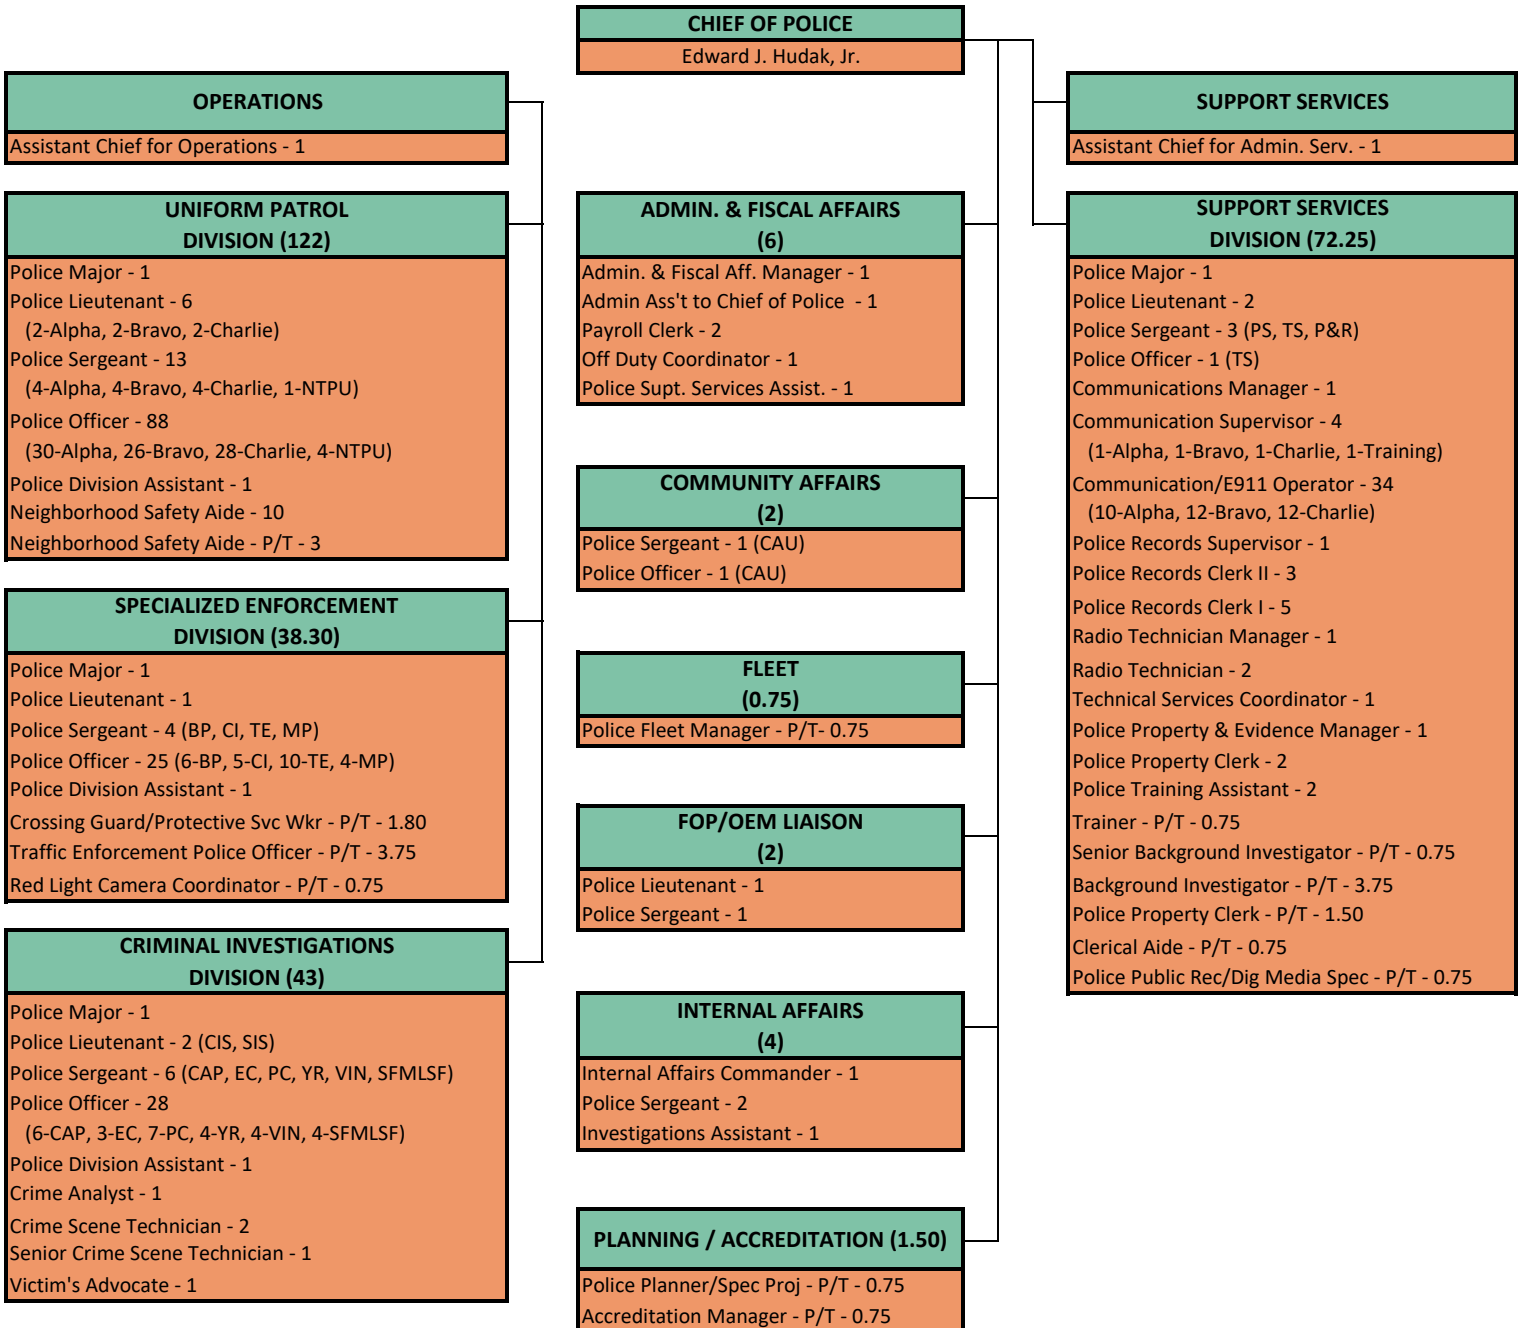 CHIEF OF POLICE
Edward J. Hudak, Jr.
OPERATIONS
Assistant Chief for Operations - 1
UNIFORM PATROL
DIVISION (122)
Police Major - 1
Police Lieutenant - 6
(2-Alpha, 2-Bravo, 2-Charlie)
Police Sergeant - 13
(4-Alpha, 4-Bravo, 4-Charlie, 1-NTPU)
Police Officer - 88
(30-Alpha, 26-Bravo, 28-Charlie, 4-NTPU)
Police Division Assistant - 1
Neighborhood Safety Aide - 10
Neighborhood Safety Aide - P/T - 3
SPECIALIZED ENFORCEMENT
DIVISION (38.30)
Police Major - 1
Police Lieutenant - 1
Police Sergeant - 4 (BP, CI, TE, MP)
Police Officer - 25 (6-BP, 5-CI, 10-TE, 4-MP)
Police Division Assistant - 1
Crossing Guard/Protective Svc Wkr - P/T - 1.80
Traffic Enforcement Police Officer - P/T - 3.75
Red Light Camera Coordinator - P/T - 0.75
CRIMINAL INVESTIGATIONS
DIVISION (43)
Police Major - 1
Police Lieutenant - 2 (CIS, SIS)
Police Sergeant - 6 (CAP, EC, PC, YR, VIN, SFMLSF)
Police Officer - 28
(6-CAP, 3-EC, 7-PC, 4-YR, 4-VIN, 4-SFMLSF)
Police Division Assistant - 1
Crime Analyst - 1
Crime Scene Technician - 2
Senior Crime Scene Technician - 1
Victim's Advocate - 1
ADMIN. & FISCAL AFFAIRS
(6)
Admin. & Fiscal Aff. Manager - 1
Admin Ass't to Chief of Police - 1
Payroll Clerk - 2
Off Duty Coordinator - 1
Police Supt. Services Assist. - 1
COMMUNITY AFFAIRS
(2)
Police Sergeant - 1 (CAU)
Police Officer - 1 (CAU)
FLEET
(0.75)
Police Fleet Manager - P/T- 0.75
FOP/OEM LIAISON
(2)
Police Lieutenant - 1
Police Sergeant - 1
INTERNAL AFFAIRS
(4)
Internal Affairs Commander - 1
Police Sergeant - 2
Investigations Assistant - 1
PLANNING / ACCREDITATION (1.50)
Police Planner/Spec Proj - P/T - 0.75
Accreditation Manager - P/T - 0.75
SUPPORT SERVICES
Assistant Chief for Admin. Serv. - 1
SUPPORT SERVICES
DIVISION (72.25)
Police Major - 1
Police Lieutenant - 2
Police Sergeant - 3 (PS, TS, P&R)
Police Officer - 1 (TS)
Communications Manager - 1
Communication Supervisor - 4
(1-Alpha, 1-Bravo, 1-Charlie, 1-Training)
Communication/E911 Operator - 34
(10-Alpha, 12-Bravo, 12-Charlie)
Police Records Supervisor - 1
Police Records Clerk II - 3
Police Records Clerk I - 5
Radio Technician Manager - 1
Radio Technician - 2
Technical Services Coordinator - 1
Police Property & Evidence Manager - 1
Police Property Clerk - 2
Police Training Assistant - 2
Trainer - P/T - 0.75
Senior Background Investigator - P/T - 0.75
Background Investigator - P/T - 3.75
Police Property Clerk - P/T - 1.50
Clerical Aide - P/T - 0.75
Police Public Rec/Dig Media Spec - P/T - 0.75